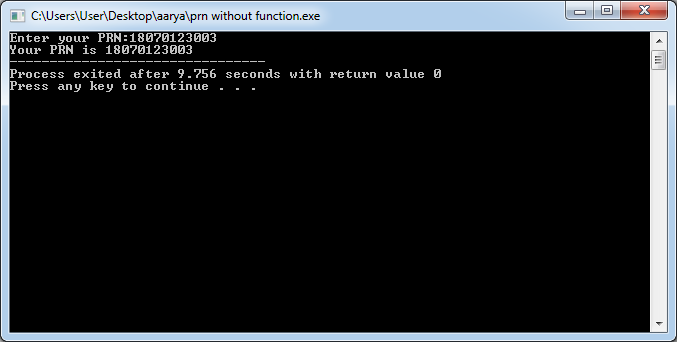 C:\Users\User\Desktop\aarya\prn without function.exe
Enter your PRN:18070123003
Your PRN is 18070123003
--------------------------------
Process exited after 9.756 seconds with return value 0
Press any key to continue . . .